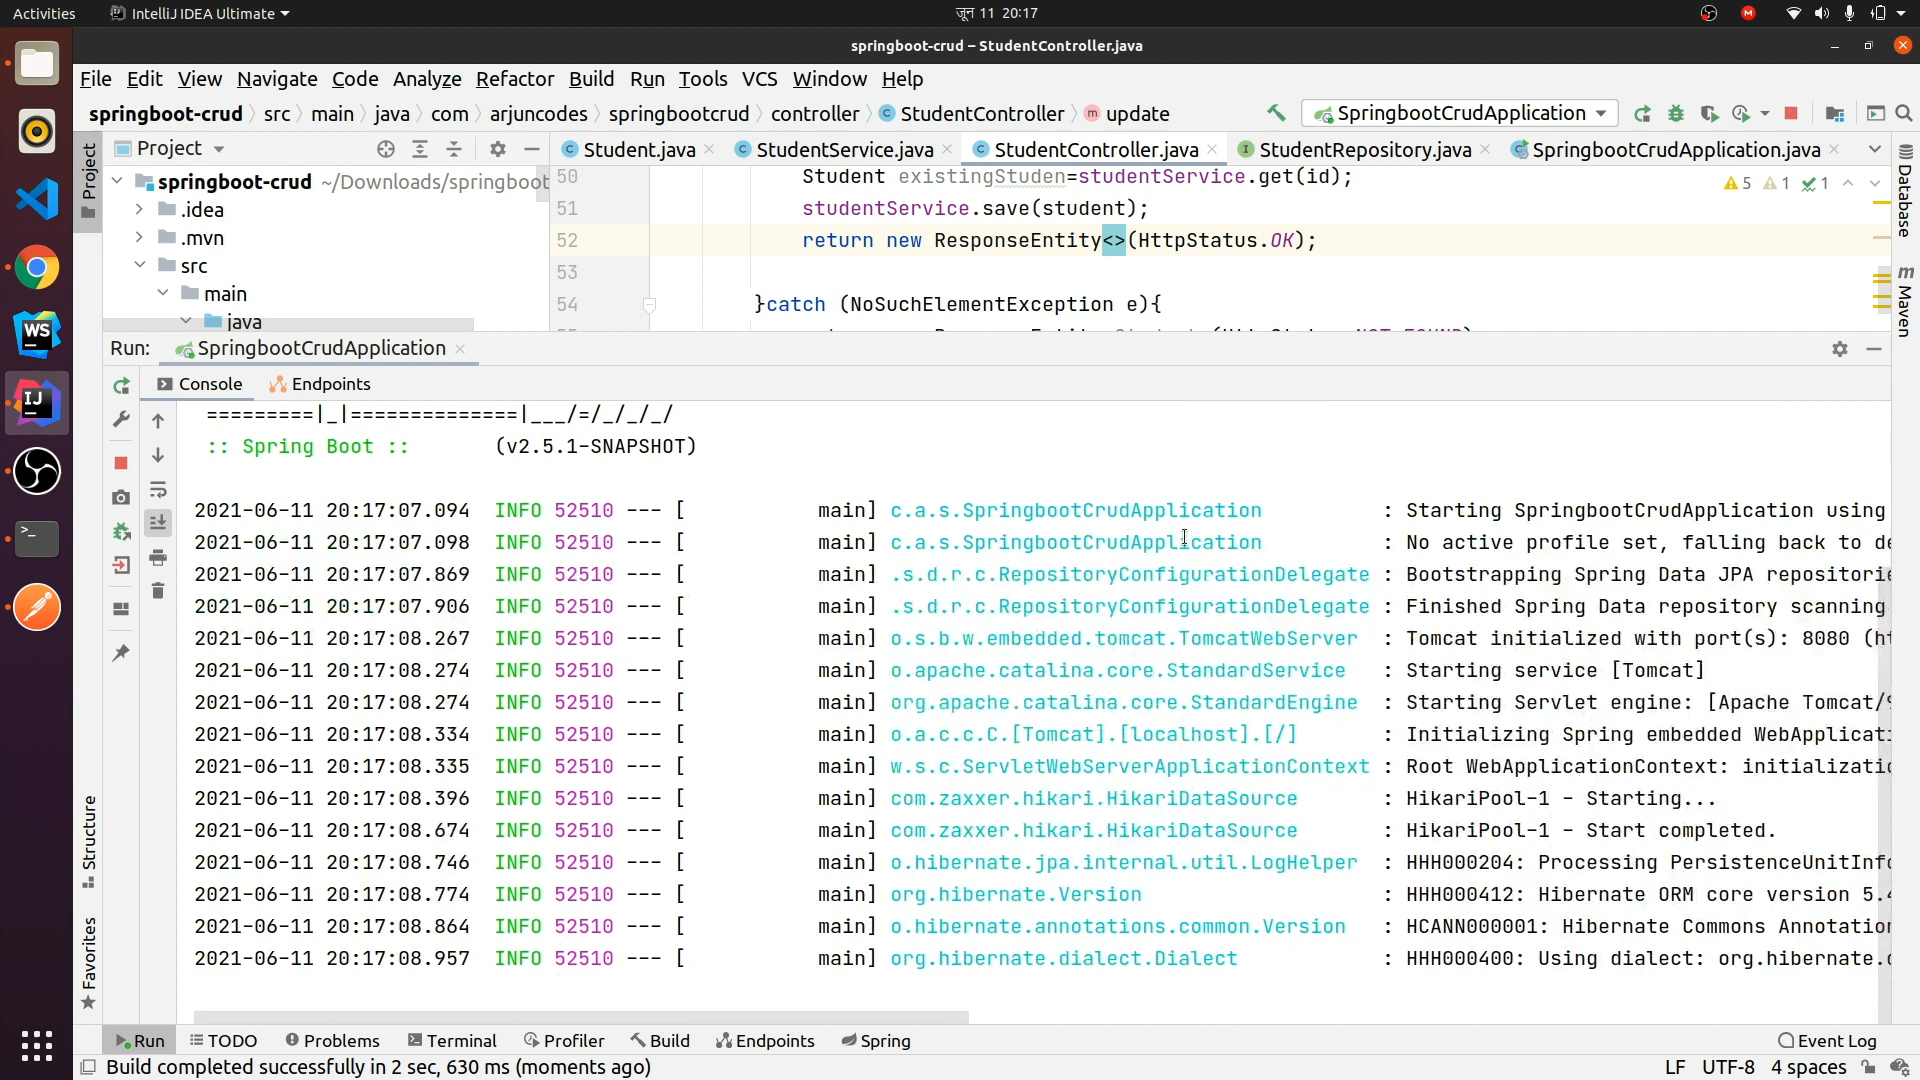 Activities
IntelliJ IDEA Ultimate
जून 11 20:17
springboot-crud – StudentController.java
File Edit View Navigate Code Analyze Refactor Build Run Tools VCS Window Help
springboot-crud src main java com arjuncodes springbootcrud controller StudentController update
SpringbootCrudApplication
Project
Project
Student.java
StudentService.java
StudentController.java
StudentRepository.java
SpringbootCrudApplication.java
springboot-crud ~/Downloads/springboot
.idea
.mvn
src
main
java
50 Student existingStuden=studentService.get(id);
51 studentService.save(student);
52 return new ResponseEntity<>(HttpStatus.OK);
53
54 }catch (NoSuchElementException e){
5 1 1
Database
Maven
Run: SpringbootCrudApplication
Console Endpoints
=========|_|==============|___/=/_/_/_/
:: Spring Boot :: (v2.5.1-SNAPSHOT)
2021-06-11 20:17:07.094 INFO 52510 --- [ main] c.a.s.SpringbootCrudApplication : Starting SpringbootCrudApplication using
2021-06-11 20:17:07.098 INFO 52510 --- [ main] c.a.s.SpringbootCrudApplication : No active profile set, falling back to de
2021-06-11 20:17:07.869 INFO 52510 --- [ main] .s.d.r.c.RepositoryConfigurationDelegate : Bootstrapping Spring Data JPA repositorie
2021-06-11 20:17:07.906 INFO 52510 --- [ main] .s.d.r.c.RepositoryConfigurationDelegate : Finished Spring Data repository scanning
2021-06-11 20:17:08.267 INFO 52510 --- [ main] o.s.b.w.embedded.tomcat.TomcatWebServer : Tomcat initialized with port(s): 8080 (ht
2021-06-11 20:17:08.274 INFO 52510 --- [ main] o.apache.catalina.core.StandardService : Starting service [Tomcat]
2021-06-11 20:17:08.274 INFO 52510 --- [ main] org.apache.catalina.core.StandardEngine : Starting Servlet engine: [Apache Tomcat/9
2021-06-11 20:17:08.334 INFO 52510 --- [ main] o.a.c.c.C.[Tomcat].[localhost].[/] : Initializing Spring embedded WebApplicati
2021-06-11 20:17:08.335 INFO 52510 --- [ main] w.s.c.ServletWebServerApplicationContext : Root WebApplicationContext: initializatio
2021-06-11 20:17:08.396 INFO 52510 --- [ main] com.zaxxer.hikari.HikariDataSource : HikariPool-1 - Starting...
2021-06-11 20:17:08.674 INFO 52510 --- [ main] com.zaxxer.hikari.HikariDataSource : HikariPool-1 - Start completed.
2021-06-11 20:17:08.746 INFO 52510 --- [ main] o.hibernate.jpa.internal.util.LogHelper : HHH000204: Processing PersistenceUnitInfo
2021-06-11 20:17:08.774 INFO 52510 --- [ main] org.hibernate.Version : HHH000412: Hibernate ORM core version 5.4
2021-06-11 20:17:08.864 INFO 52510 --- [ main] o.hibernate.annotations.common.Version : HCANN000001: Hibernate Commons Annotation
2021-06-11 20:17:08.957 INFO 52510 --- [ main] org.hibernate.dialect.Dialect : HHH000400: Using dialect: org.hibernate.d
Structure
Favorites
Run TODO Problems Terminal Profiler Build Endpoints Spring Event Log
Build completed successfully in 2 sec, 630 ms (moments ago)
LF UTF-8 4 spaces